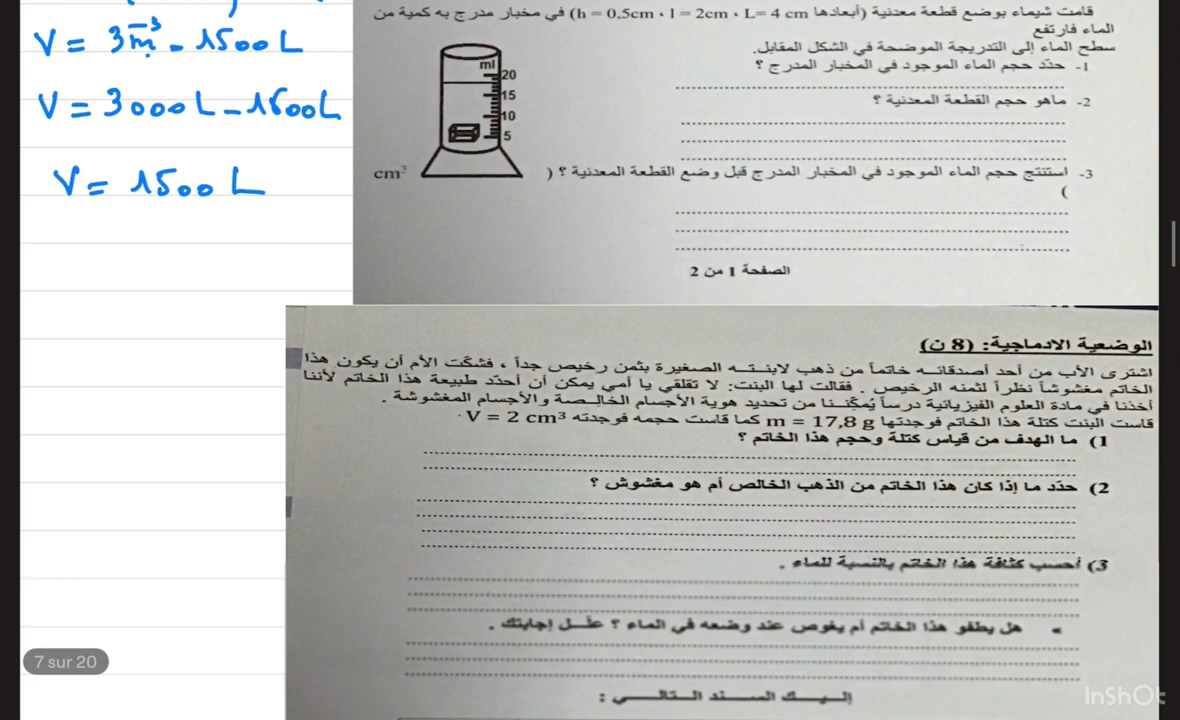 V = 3m³ - 1500L
V = 3000L - 1500L
V = 1500 L
قامت شيماء بوضع قطعة معدنية (أبعادها h = 0,5cm ، l = 2cm ، L= 4 cm) في مخبار مدرج به كمية من
الماء فارتفع
سطح الماء إلى التدريجة الموضحة في الشكل المقابل.
1- حدّد حجم الماء الموجود في المخبار المدرج ؟
2- ماهو حجم القطعة المعدنية ؟
3- استنتج حجم الماء الموجود في المخبار المدرج قبل وضع القطعة المعدنية ؟ (
)
cm³
ml
20
15
10
5
الصفحة 1 من 2
الوضعية الادماجية: (8 ن)
اشترى الأب من أحد أصدقائه خاتماً من ذهب لابنته الصغيرة بثمن رخيص جداً ، فشكّت الأم أن يكون هذا
الخاتم مغشوشاً نظراً لثمنه الرخيص . فقالت لها البنت: لا تقلقي يا أمي يمكن أن أحدّد طبيعة هذا الخاتم لأننا
أخذنا في مادة العلوم الفيزيائية درساً يُمكّننا من تحديد هوية الأجسام الخالصة والأجسام المغشوشة .
قاست البنت كتلة هذا الخاتم فوجدتها m = 17,8 g كما قاست حجمه فوجدته V = 2 cm³ .
1) ما الهدف من قياس كتلة وحجم هذا الخاتم ؟
2) حدّد ما إذا كان هذا الخاتم من الذهب الخالص أم هو مغشوش ؟
3) أحسب كثافة هذا الخاتم بالنسبة للماء .
هل يطفو هذا الخاتم أم يغوص عند وضعه في الماء ؟ علّل إجابتك .
إليك السند التالي :
7 sur 20
InShOt